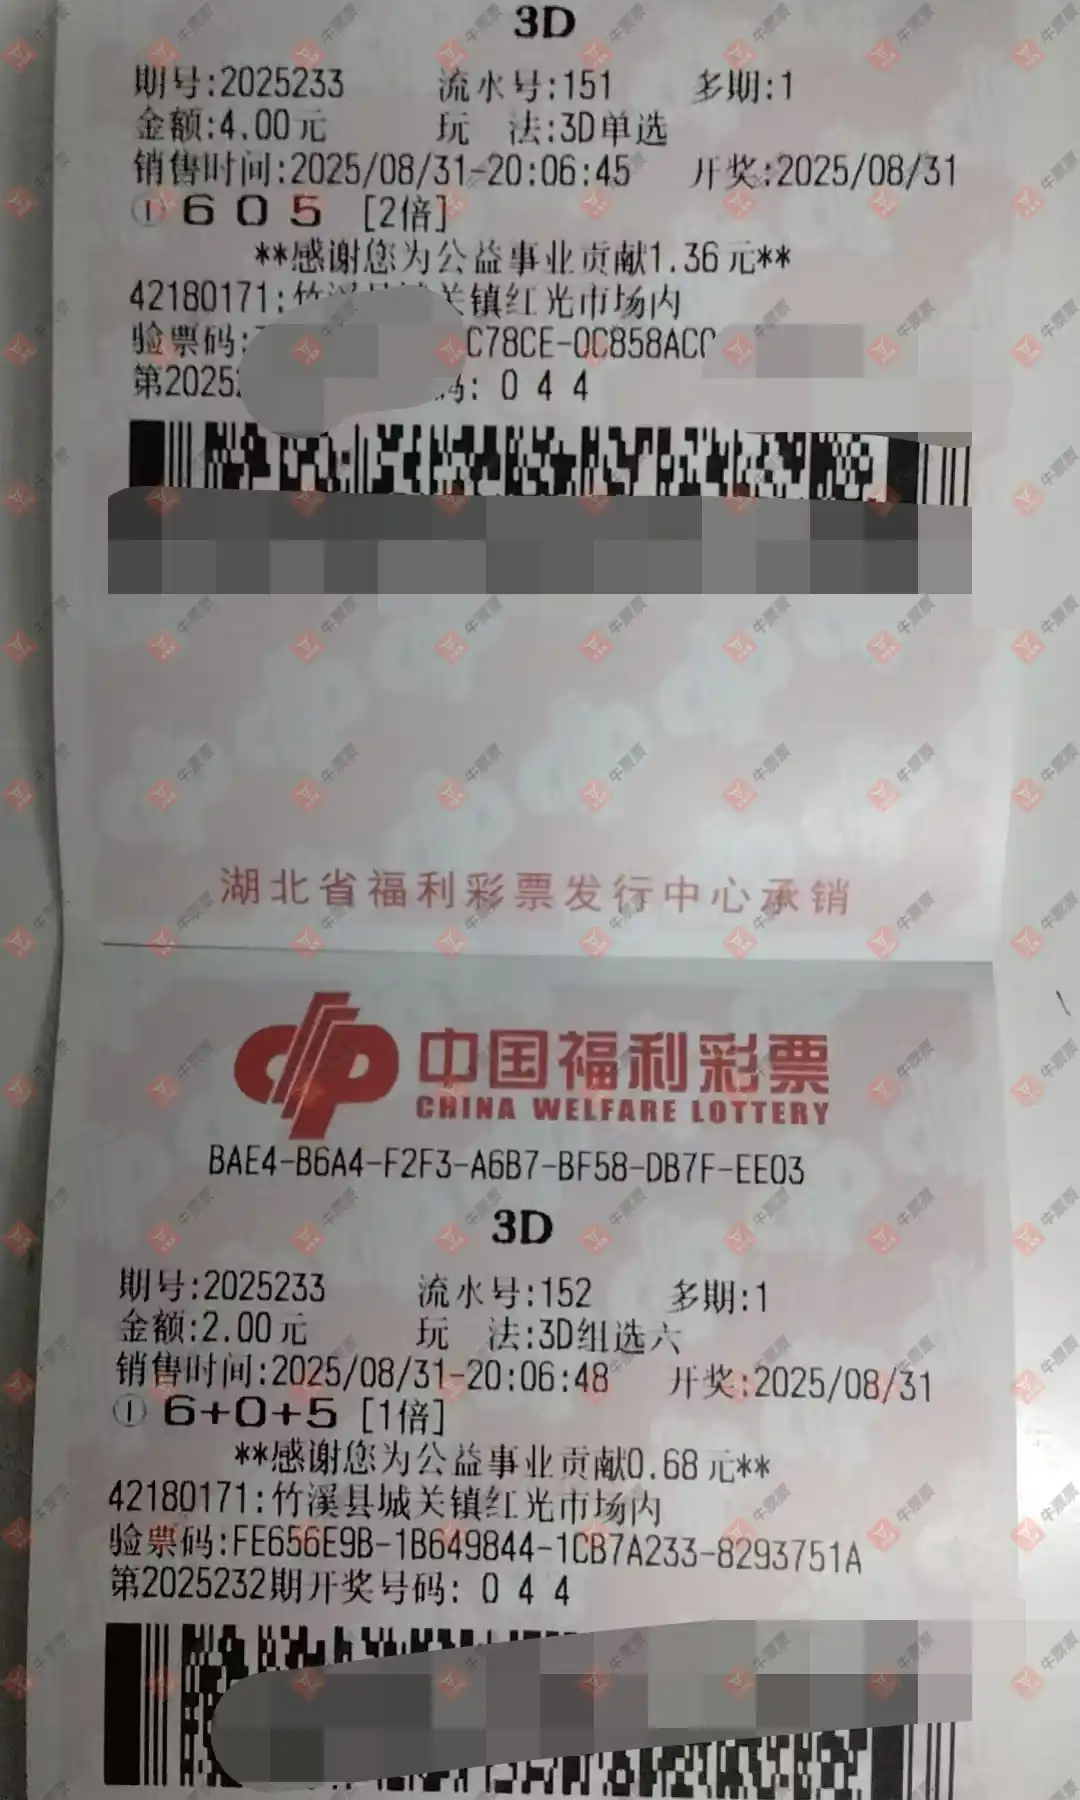 3D
期号:2025233 流水号:151 多期:1
金额:4.00元 玩 法:3D单选
销售时间:2025/08/31-20:06:45 开奖:2025/08/31
① 6 0 5 [2倍]
**感谢您为公益事业贡献1.36元**
42180171:竹溪县城关镇红光市场内
验票码: C78CE-0C858AC
第2025 码: 0 4 4
湖北省福利彩票发行中心承销
中国福利彩票
CHINA WELFARE LOTTERY
BAE4-B6A4-F2F3-A6B7-BF58-DB7F-EE03
3D
期号:2025233 流水号:152 多期:1
金额:2.00元 玩 法:3D组选六
销售时间:2025/08/31-20:06:48 开奖:2025/08/31
① 6+0+5 [1倍]
**感谢您为公益事业贡献0.68元**
42180171:竹溪县城关镇红光市场内
验票码:FE656E9B-1B649844-1CB7A233-8293751A
第2025232期开奖号码: 0 4 4
牛票票